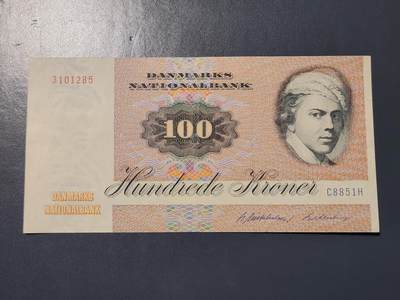 3101285
DANMARKS
NATIONALBANK
100
Hundrede Kroner
C8851H
DANMARKS
NATIONALBANK